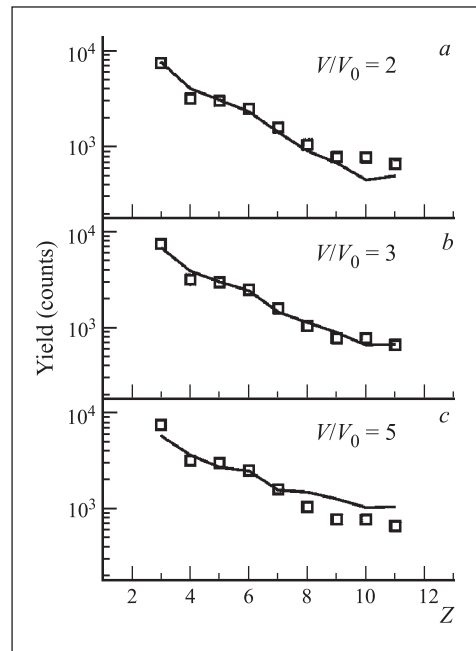 a
10⁴
V/V₀ = 2
10³
b
10⁴
V/V₀ = 3
10³
Yield (counts)
c
10⁴
V/V₀ = 5
10³
2 4 6 8 10 12
Z